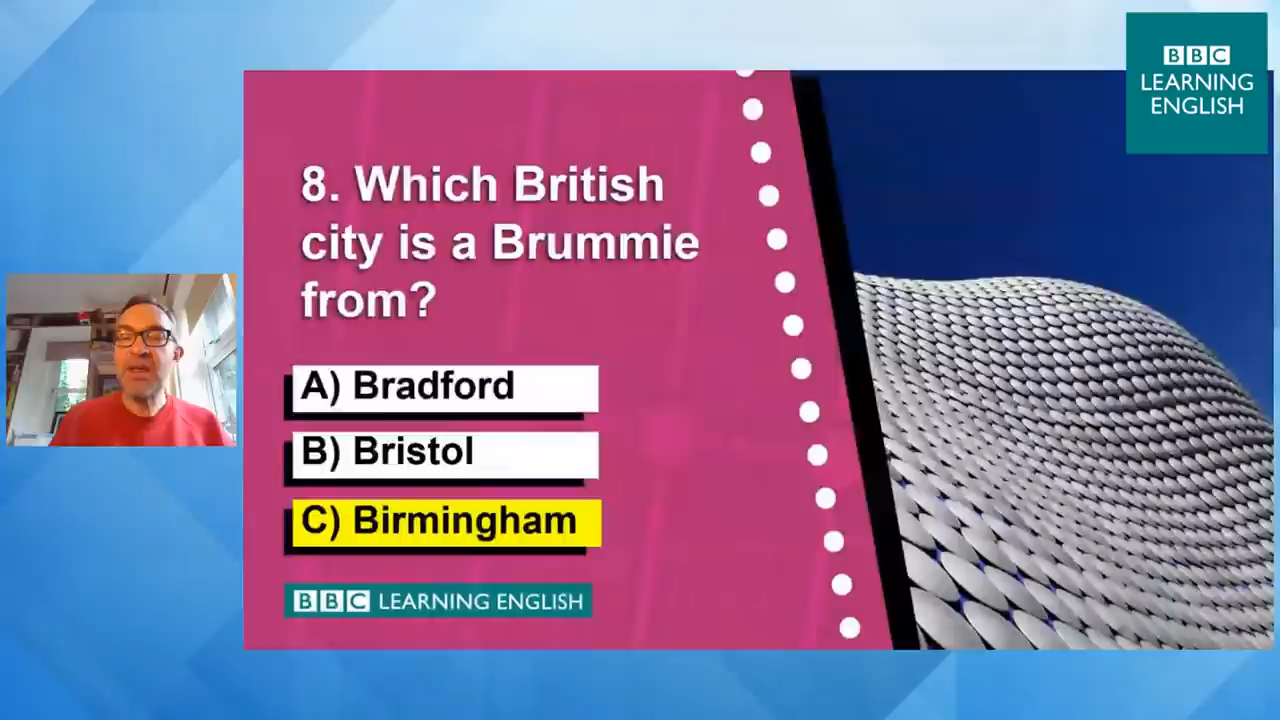 BBC
LEARNING
ENGLISH
8. Which British
city is a Brummie
from?
A) Bradford
B) Bristol
C) Birmingham
BBC LEARNING ENGLISH